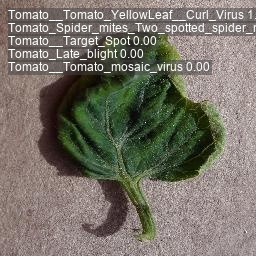 Tomato__Tomato_YellowLeaf__Curl_Virus 1.
Tomato_Spider_mites_Two_spotted_spider_
Tomato__Target_Spot 0.00
Tomato_Late_blight 0.00
Tomato__Tomato_mosaic_virus 0.00